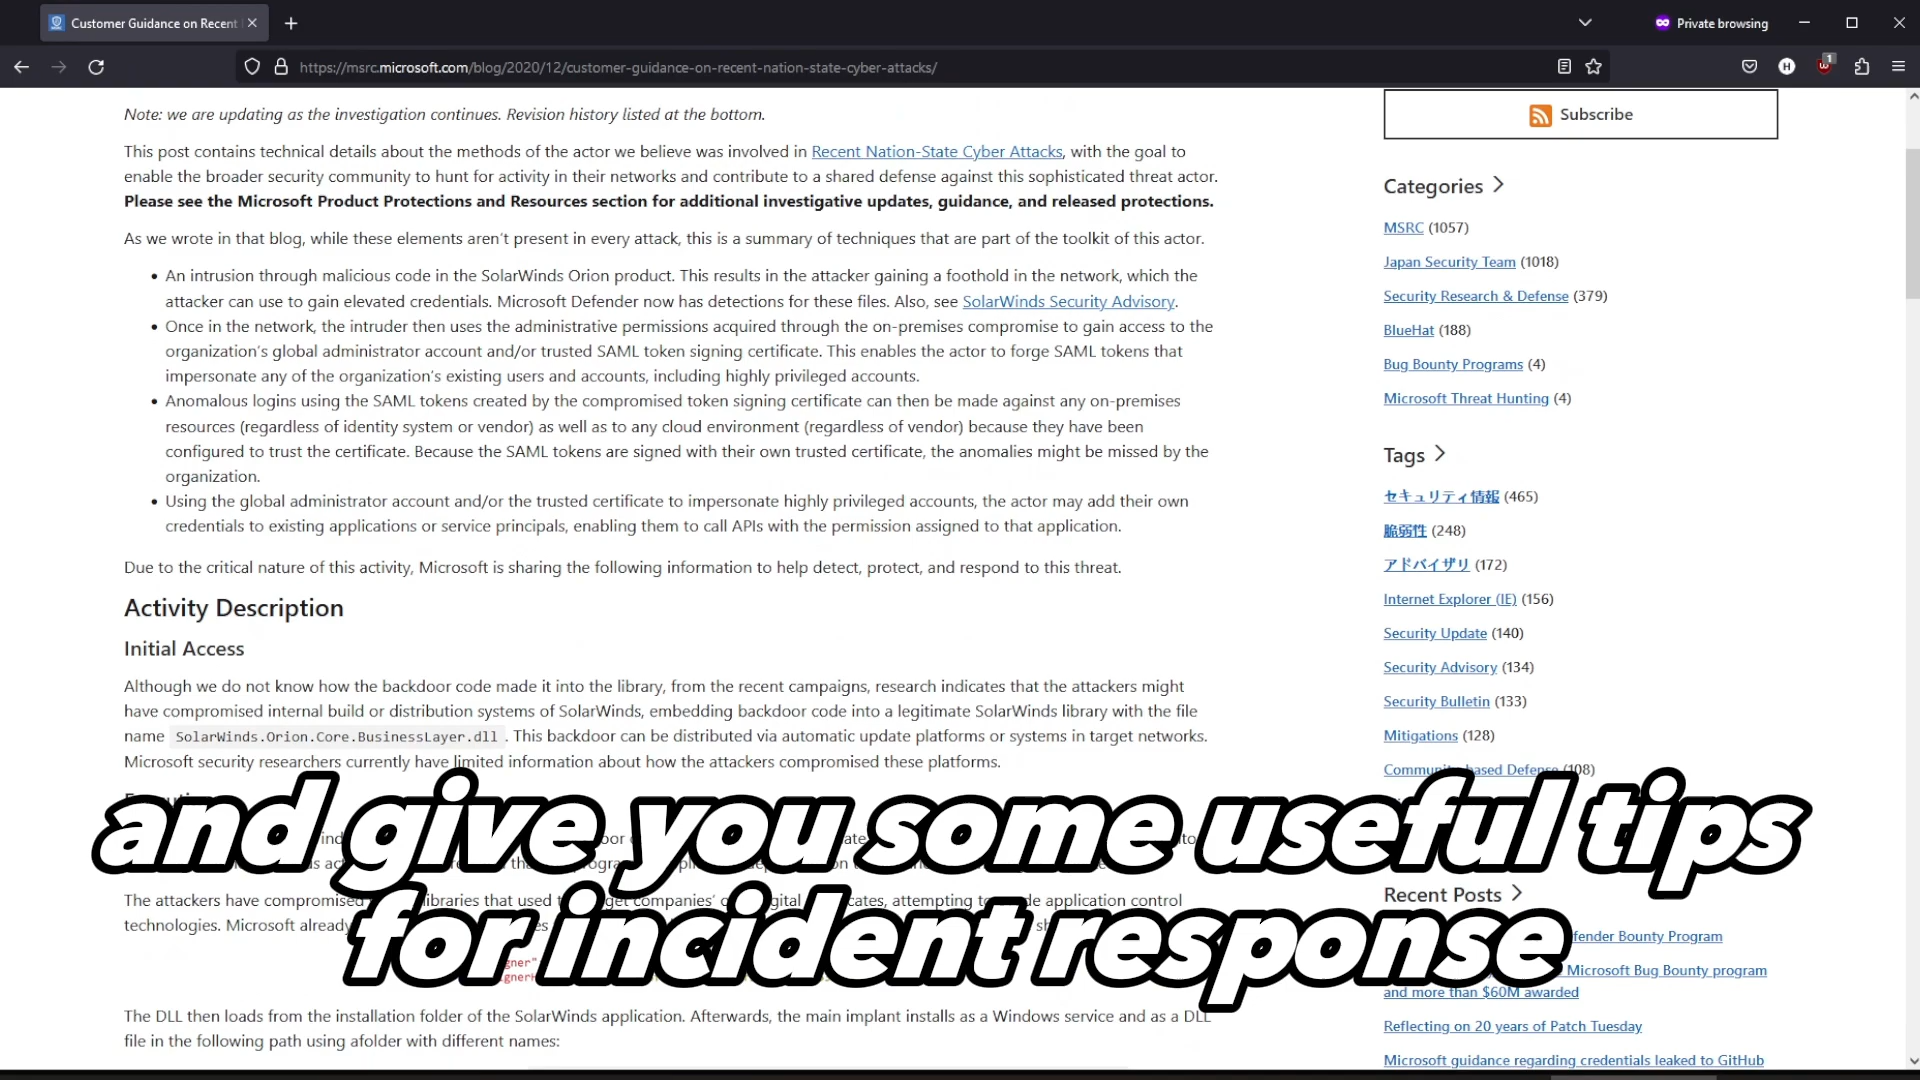 Customer Guidance on Recent
Private browsing
https://msrc.microsoft.com/blog/2020/12/customer-guidance-on-recent-nation-state-cyber-attacks/
1
Note: we are updating as the investigation continues. Revision history listed at the bottom.
This post contains technical details about the methods of the actor we believe was involved in Recent Nation-State Cyber Attacks, with the goal to
enable the broader security community to hunt for activity in their networks and contribute to a shared defense against this sophisticated threat actor.
Please see the Microsoft Product Protections and Resources section for additional investigative updates, guidance, and released protections.
As we wrote in that blog, while these elements aren't present in every attack, this is a summary of techniques that are part of the toolkit of this actor.
• An intrusion through malicious code in the SolarWinds Orion product. This results in the attacker gaining a foothold in the network, which the
attacker can use to gain elevated credentials. Microsoft Defender now has detections for these files. Also, see SolarWinds Security Advisory.
• Once in the network, the intruder then uses the administrative permissions acquired through the on-premises compromise to gain access to the
organization's global administrator account and/or trusted SAML token signing certificate. This enables the actor to forge SAML tokens that
impersonate any of the organization's existing users and accounts, including highly privileged accounts.
• Anomalous logins using the SAML tokens created by the compromised token signing certificate can then be made against any on-premises
resources (regardless of identity system or vendor) as well as to any cloud environment (regardless of vendor) because they have been
configured to trust the certificate. Because the SAML tokens are signed with their own trusted certificate, the anomalies might be missed by the
organization.
• Using the global administrator account and/or the trusted certificate to impersonate highly privileged accounts, the actor may add their own
credentials to existing applications or service principals, enabling them to call APIs with the permission assigned to that application.
Due to the critical nature of this activity, Microsoft is sharing the following information to help detect, protect, and respond to this threat.
Activity Description
Initial Access
Although we do not know how the backdoor code made it into the library, from the recent campaigns, research indicates that the attackers might
have compromised internal build or distribution systems of SolarWinds, embedding backdoor code into a legitimate SolarWinds library with the file
name SolarWinds.Orion.Core.BusinessLayer.dll . This backdoor can be distributed via automatic update platforms or systems in target networks.
Microsoft security researchers currently have limited information about how the attackers compromised these platforms.
and give you some useful tips
for incident response
The attackers have compromised
technologies. Microsoft already
The DLL then loads from the installation folder of the SolarWinds application. Afterwards, the main implant installs as a Windows service and as a DLL
file in the following path using afolder with different names:
Subscribe
Categories
MSRC (1057)
Japan Security Team (1018)
Security Research & Defense (379)
BlueHat (188)
Bug Bounty Programs (4)
Microsoft Threat Hunting (4)
Tags
セキュリティ情報 (465)
脆弱性 (248)
アドバイザリ (172)
Internet Explorer (IE) (156)
Security Update (140)
Security Advisory (134)
Security Bulletin (133)
Mitigations (128)
Community-based Defense (108)
Recent Posts
Bounty Program
Microsoft Bug Bounty program
and more than $60M awarded
Reflecting on 20 years of Patch Tuesday
Microsoft guidance regarding credentials leaked to GitHub